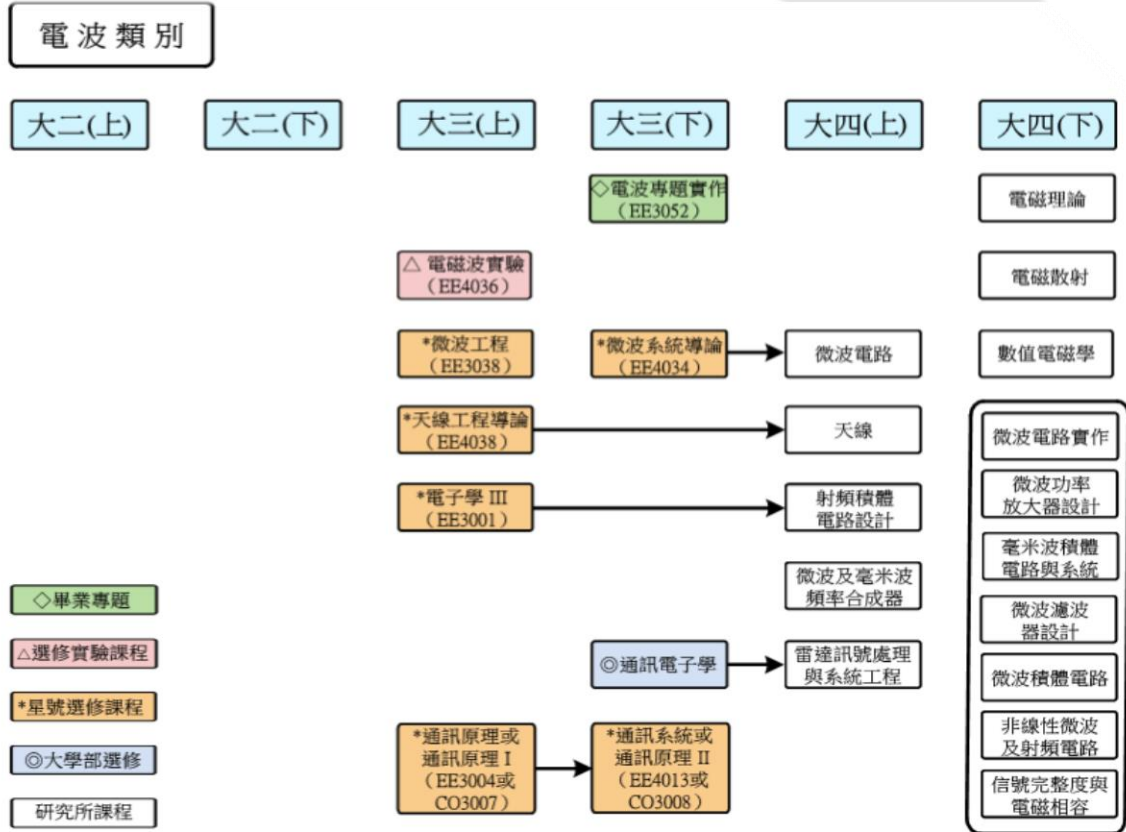 電波類別
大二(上)
大二(下)
大三(上)
大三(下)
大四(上)
大四(下)
◇電波專題實作
(EE3052)
電磁理論
△ 電磁波實驗
(EE4036)
電磁散射
*微波工程
(EE3038)
*微波系統導論
(EE4034)
微波電路
數值電磁學
*天線工程導論
(EE4038)
天線
微波電路實作
*電子學 III
(EE3001)
射頻積體
電路設計
微波功率
放大器設計
毫米波積體
電路與系統
◇畢業專題
微波及毫米波
頻率合成器
微波濾波
器設計
△選修實驗課程
◎通訊電子學
雷達訊號處理
與系統工程
微波積體電路
*星號選修課程
*通訊原理或
通訊原理 I
(EE3004或
CO3007)
*通訊系統或
通訊原理 II
(EE4013或
CO3008)
非線性微波
及射頻電路
◎大學部選修
信號完整度與
電磁相容
研究所課程